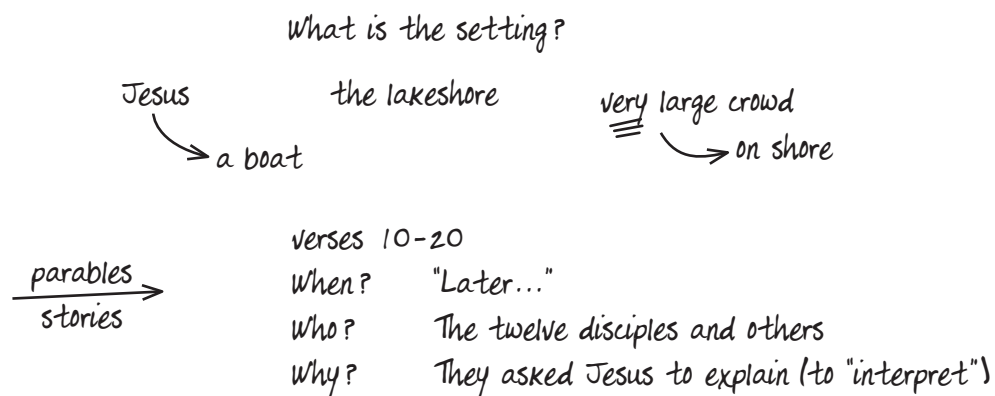 What is the setting?
Jesus the lakeshore very large crowd
a boat on shore
verses 10-20
parables
When? "Later..."
stories
Who? The twelve disciples and others
Why? They asked Jesus to explain (to "interpret")